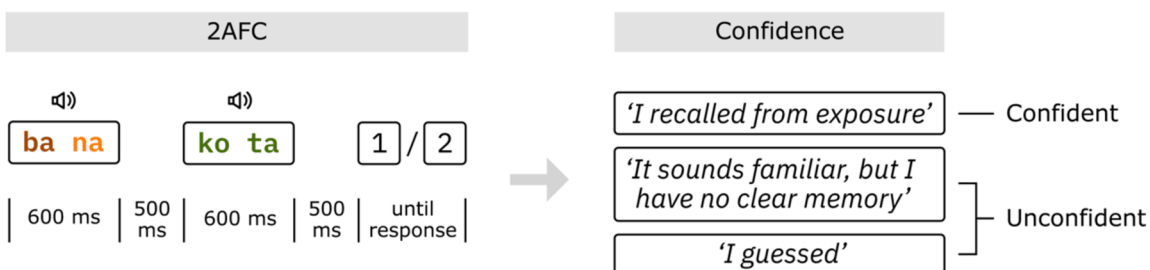 2AFC
Confidence
ba na
ko ta
1 / 2
600 ms
500 ms
600 ms
500 ms
until response
‘I recalled from exposure’
Confident
‘It sounds familiar, but I
have no clear memory’
Unconfident
‘I guessed’